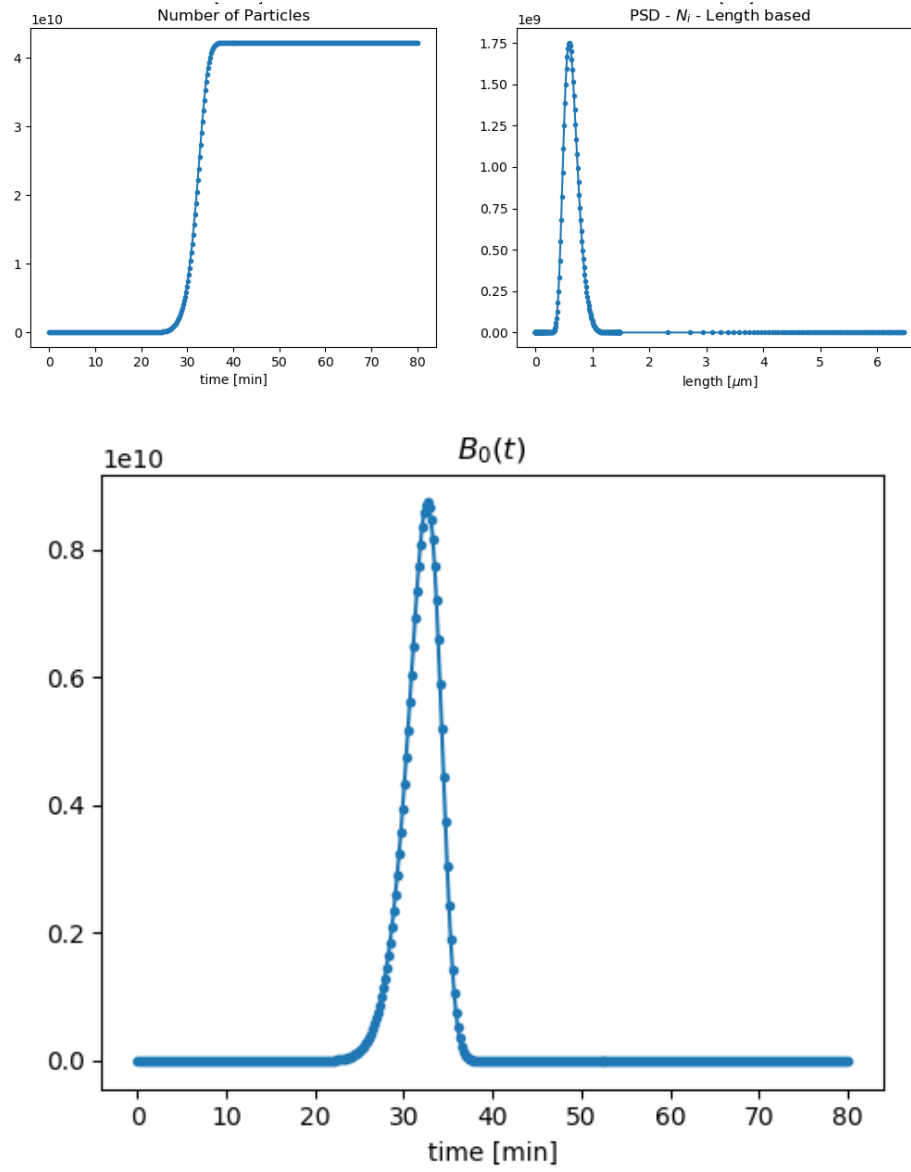 Number of Particles
1e10
4
3
2
1
0
0 10 20 30 40 50 60 70 80
time [min]
PSD - Nᵢ - Length based
1e9
1.75
1.50
1.25
1.00
0.75
0.50
0.25
0.00
0 1 2 3 4 5 6
length [μm]
B₀(t)
1e10
0.8
0.6
0.4
0.2
0.0
0 10 20 30 40 50 60 70 80
time [min]